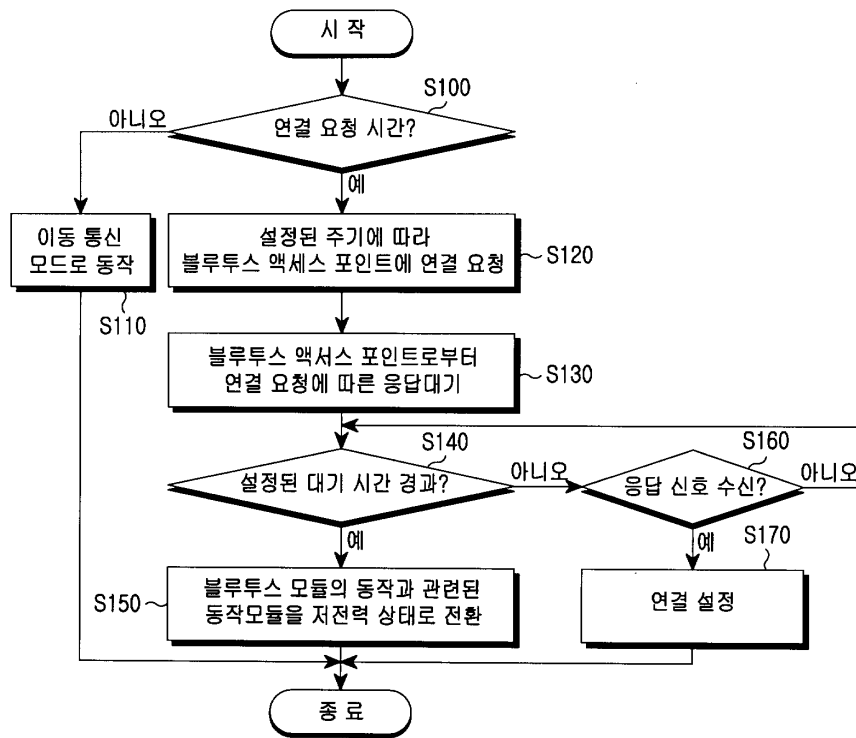 시 작
S100
연결 요청 시간?
아니오
예
이동 통신
모드로 동작
S110
설정된 주기에 따라
블루투스 액세스 포인트에 연결 요청
S120
블루투스 액서스 포인트로부터
연결 요청에 따른 응답대기
S130
S140
설정된 대기 시간 경과?
아니오
S160
응답 신호 수신?
아니오
예
예
S170
S150
블루투스 모듈의 동작과 관련된
동작모듈을 저전력 상태로 전환
연결 설정
종 료